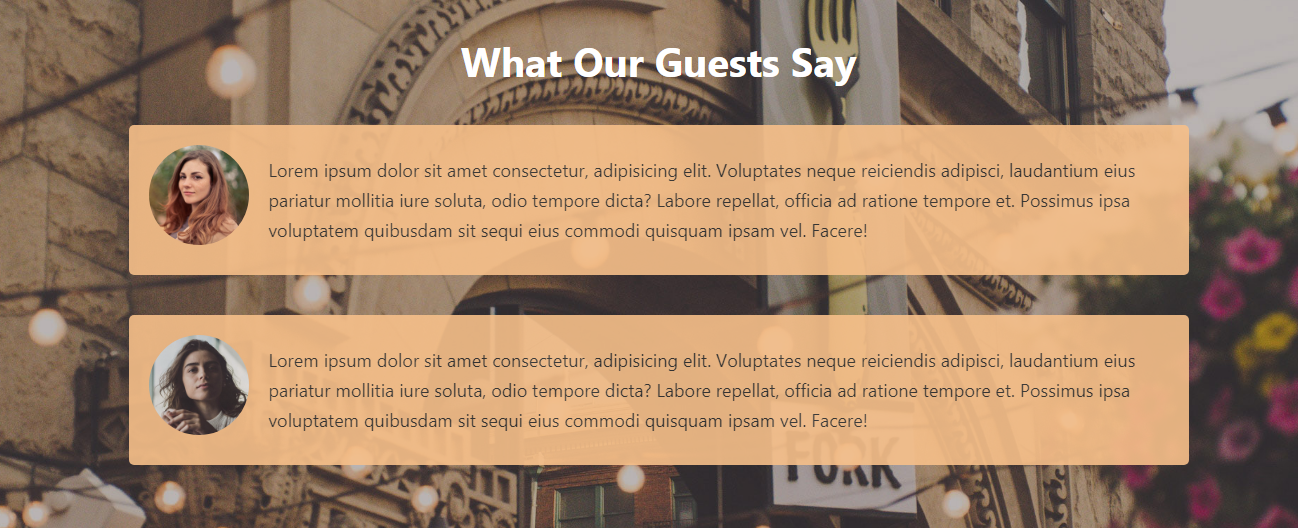 What Our Guests Say
Lorem ipsum dolor sit amet consectetur, adipisicing elit. Voluptates neque reiciendis adipisci, laudantium eius
pariatur mollitia iure soluta, odio tempore dicta? Labore repellat, officia ad ratione tempore et. Possimus ipsa
voluptatem quibusdam sit sequi eius commodi quisquam ipsam vel. Facere!
Lorem ipsum dolor sit amet consectetur, adipisicing elit. Voluptates neque reiciendis adipisci, laudantium eius
pariatur mollitia iure soluta, odio tempore dicta? Labore repellat, officia ad ratione tempore et. Possimus ipsa
voluptatem quibusdam sit sequi eius commodi quisquam ipsam vel. Facere!
FORK